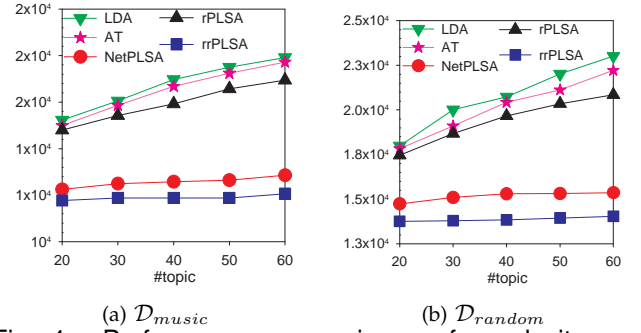 2x10⁴
2x10⁴
2x10⁴
1x10⁴
1x10⁴
10⁴
LDA
AT
NetPLSA
rPLSA
rrPLSA
20 30 40 50 60
#topic
(a) D_music
2.5x10⁴
2.3x10⁴
2.0x10⁴
1.8x10⁴
1.5x10⁴
1.3x10⁴
LDA
AT
NetPLSA
rPLSA
rrPLSA
20 30 40 50 60
#topic
(b) D_random